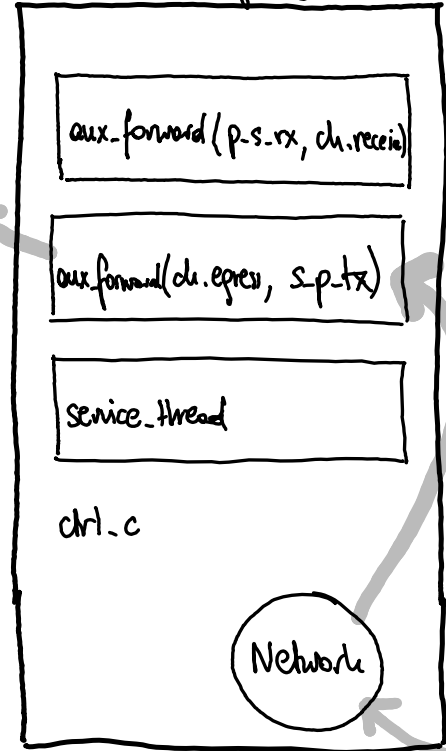 aux_forward(p_s_rx, ch.receive)
aux_forward(ch.egress, s_p_tx)
service_thread
ctrl_c
Network